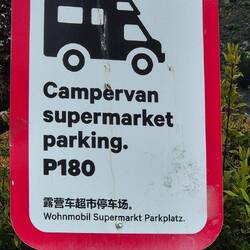 Campervan
supermarket
parking.
P180
露营车超市停车场。
Wohnmobil Supermarkt Parkplatz.